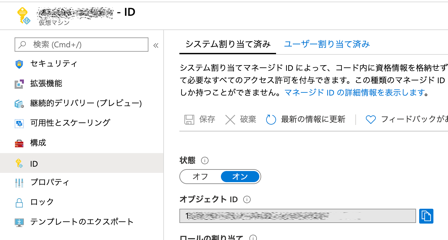 - ID
仮想マシン
検索 (Cmd+/)
«
セキュリティ
拡張機能
継続的デリバリー (プレビュー)
可用性とスケーリング
構成
ID
プロパティ
ロック
テンプレートのエクスポート
システム割り当て済み ユーザー割り当て済み
システム割り当て済みマネージド ID によって、コード内に資格情報を格納せず
て必要なすべてのアクセス許可を付与できます。この種類のマネージド ID
しか持つことができません。マネージド ID の詳細情報を表示します。
保存 破棄 最新の情報に更新 フィードバックがあ
状態
オフ オン
オブジェクト ID
ロールの割り当て